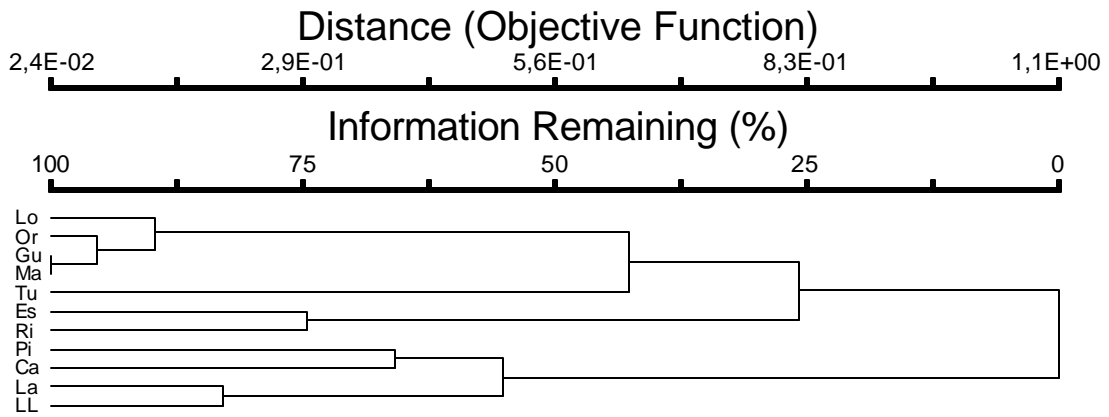 Distance (Objective Function)
2,4E-02 2,9E-01 5,6E-01 8,3E-01 1,1E+00
Information Remaining (%)
100 75 50 25 0
Lo
Or
Gu
Ma
Tu
Es
Ri
Pi
Ca
La
LL